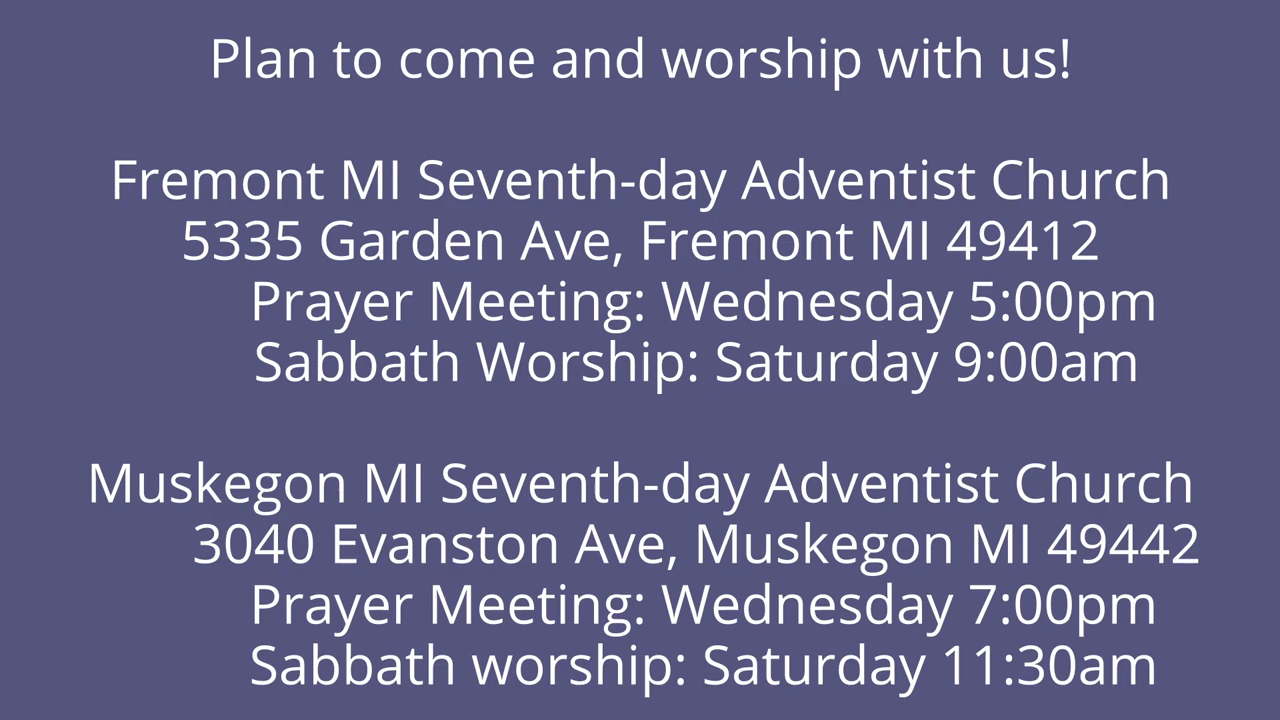 Plan to come and worship with us!
Fremont MI Seventh-day Adventist Church
5335 Garden Ave, Fremont MI 49412
Prayer Meeting: Wednesday 5:00pm
Sabbath Worship: Saturday 9:00am
Muskegon MI Seventh-day Adventist Church
3040 Evanston Ave, Muskegon MI 49442
Prayer Meeting: Wednesday 7:00pm
Sabbath worship: Saturday 11:30am